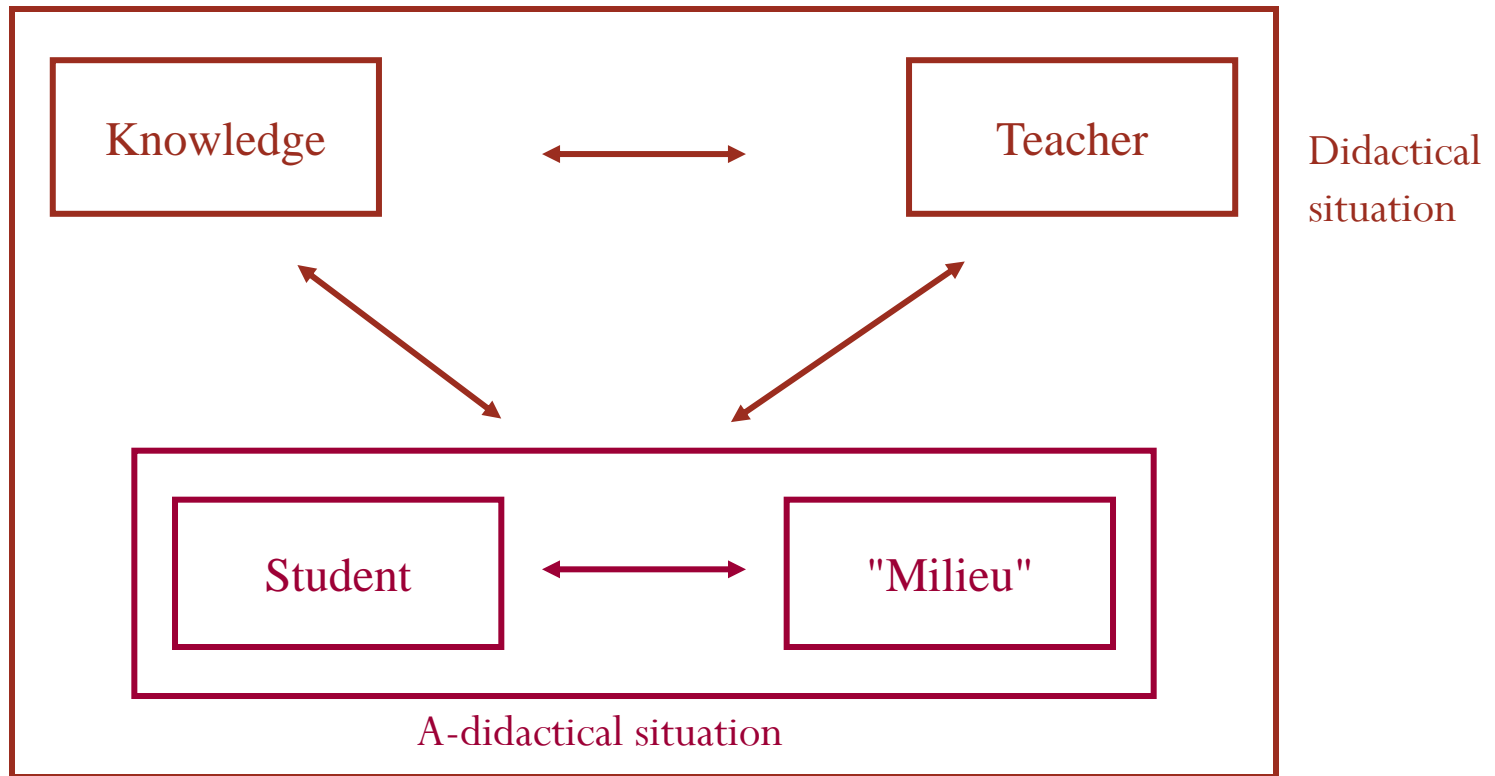 Knowledge
Teacher
Didactical
situation
Student
"Milieu"
A-didactical situation